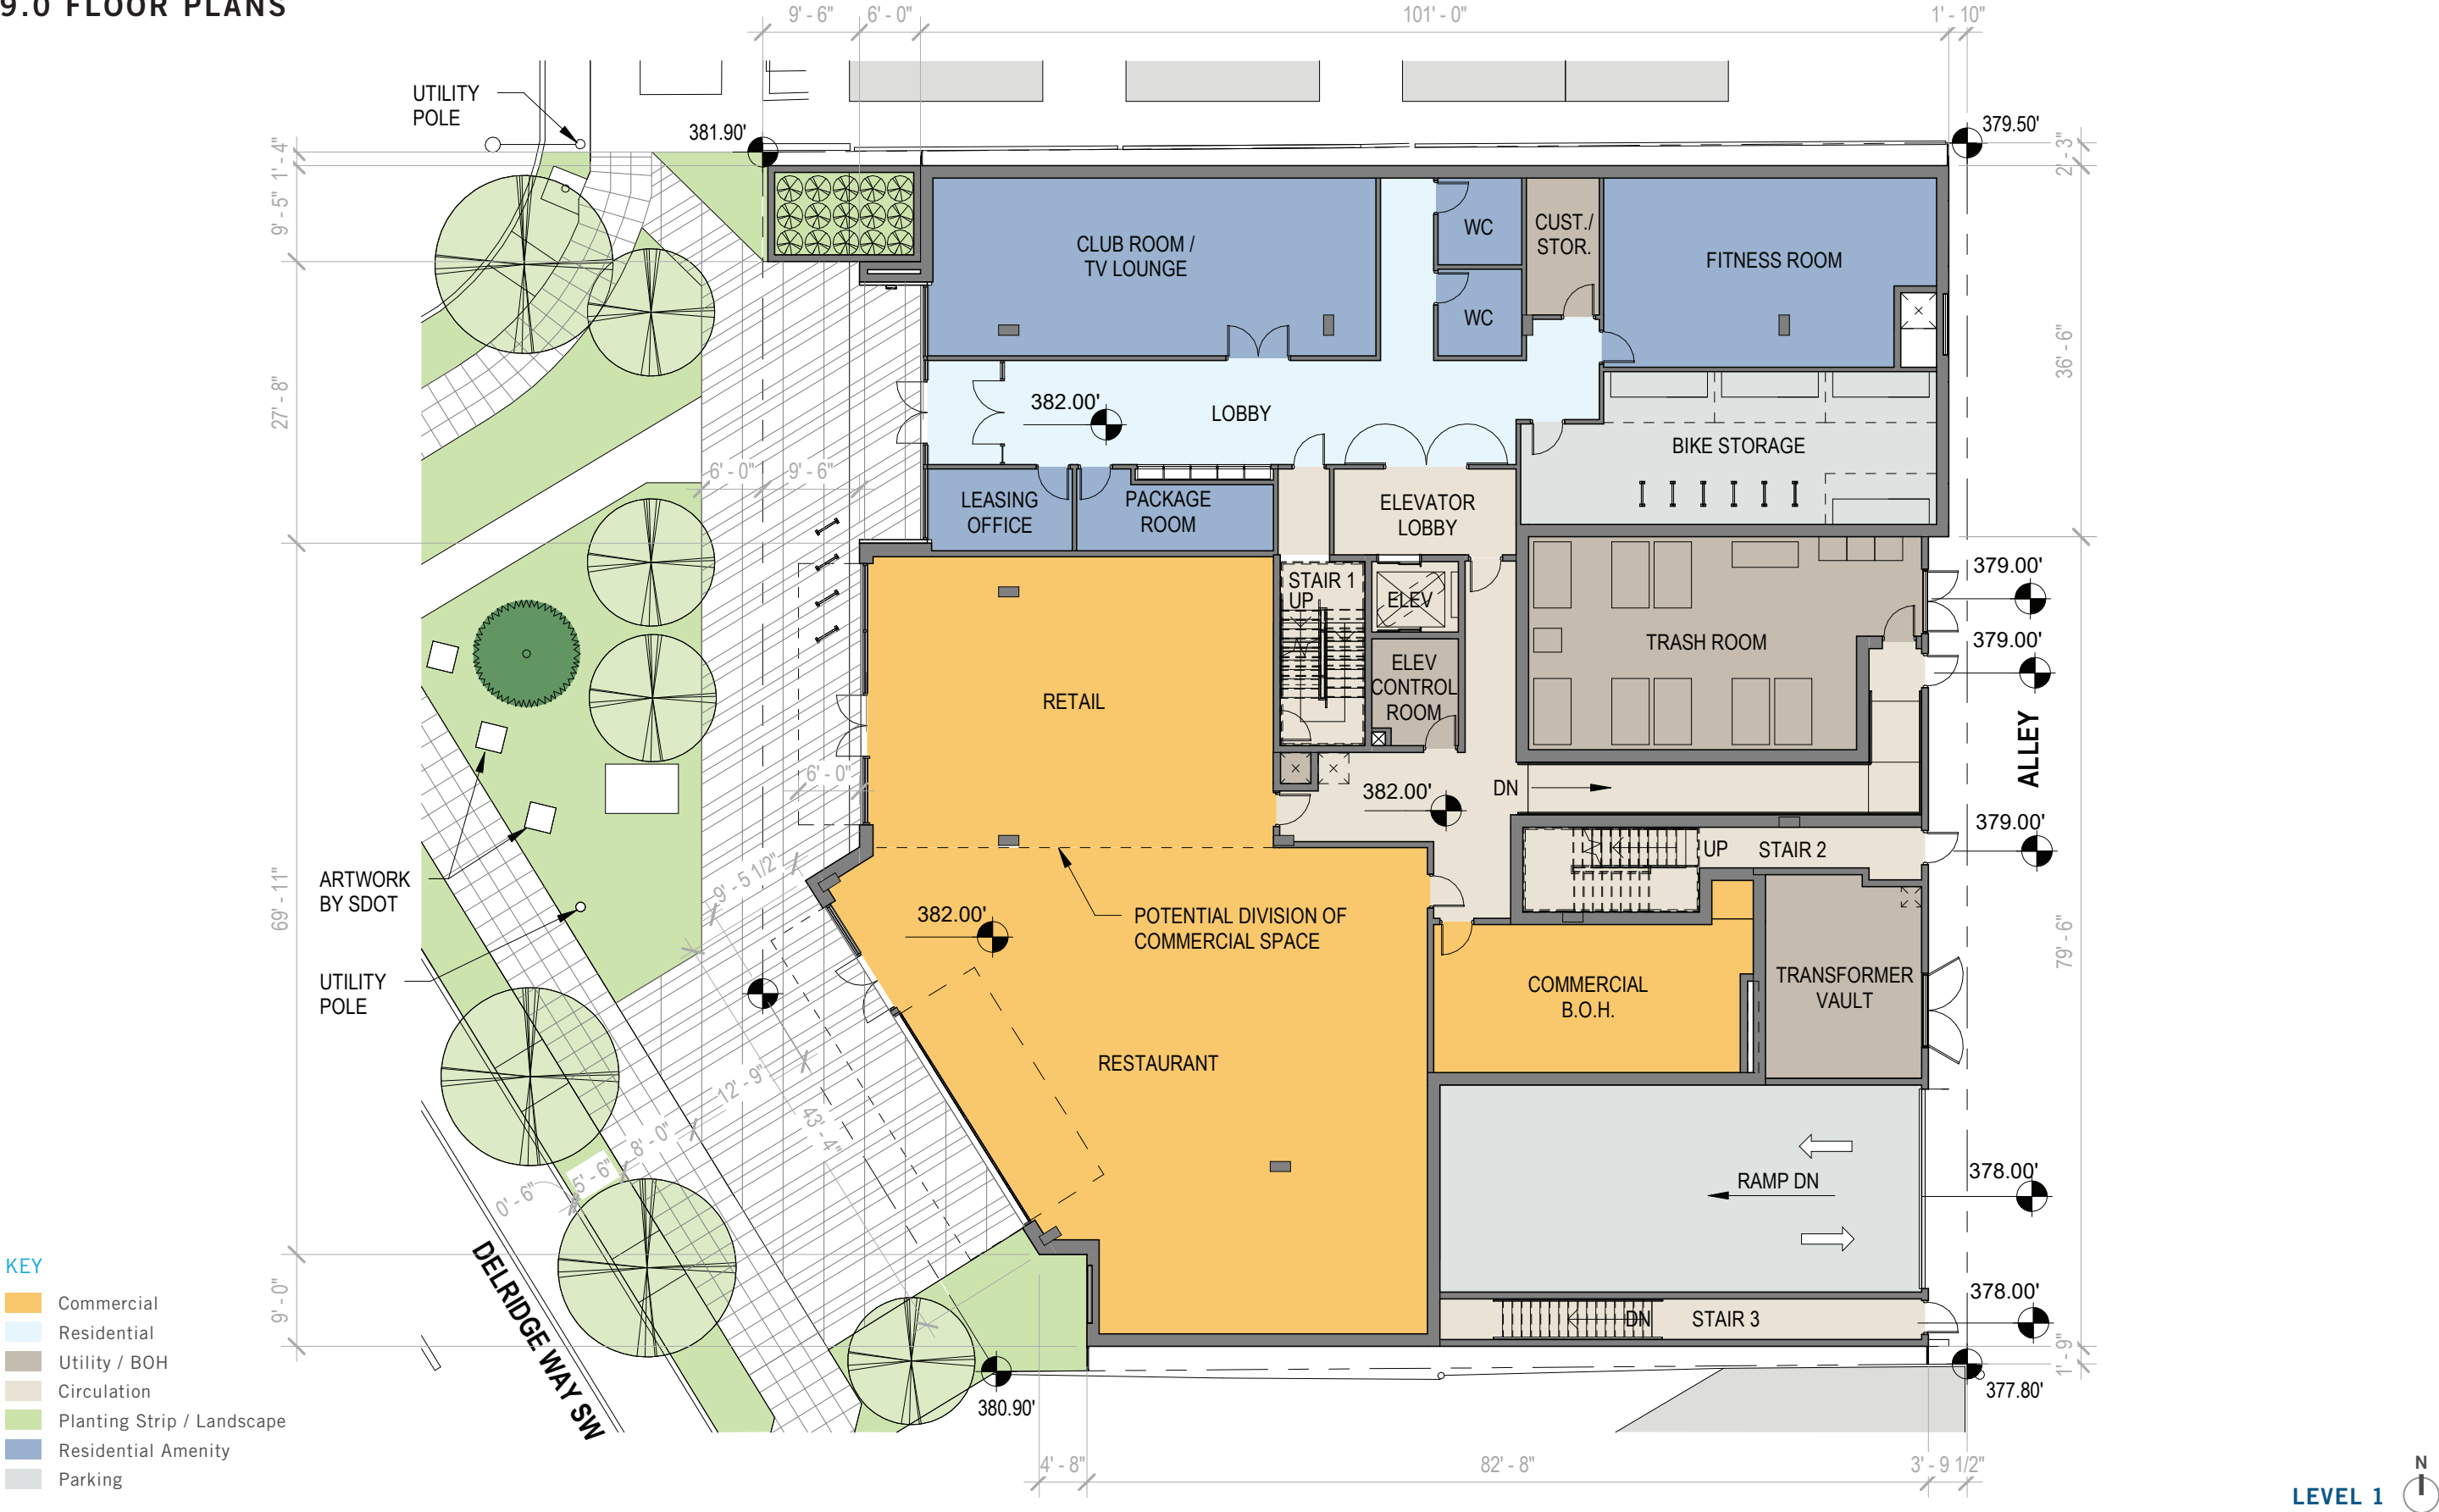 9.0 FLOOR PLANS
9' - 6"
6' - 0"
101' - 0"
1' - 10"
UTILITY
POLE
381.90'
379.50'
1' - 4"
2' - 3"
9' - 5"
CLUB ROOM /
TV LOUNGE
WC
CUST./
STOR.
FITNESS ROOM
WC
36' - 6"
27' - 8"
382.00'
LOBBY
BIKE STORAGE
6' - 0"
9' - 6"
LEASING
OFFICE
PACKAGE
ROOM
ELEVATOR
LOBBY
STAIR 1
UP
ELEV
379.00'
TRASH ROOM
379.00'
ELEV
CONTROL
ROOM
RETAIL
ALLEY
6' - 0"
382.00'
DN
379.00'
UP
STAIR 2
9' - 5 1/2"
ARTWORK
BY SDOT
69' - 11"
382.00'
POTENTIAL DIVISION OF
COMMERCIAL SPACE
79' - 6"
UTILITY
POLE
COMMERCIAL
B.O.H.
TRANSFORMER
VAULT
RESTAURANT
12' - 9"
43' - 4"
8' - 0"
5' - 6"
0' - 6"
RAMP DN
378.00'
DELRIDGE WAY SW
378.00'
9' - 0"
DN
STAIR 3
1' - 9"
377.80'
380.90'
4' - 8"
82' - 8"
3' - 9 1/2"
KEY
Commercial
Residential
Utility / BOH
Circulation
Planting Strip / Landscape
Residential Amenity
Parking
N
LEVEL 1